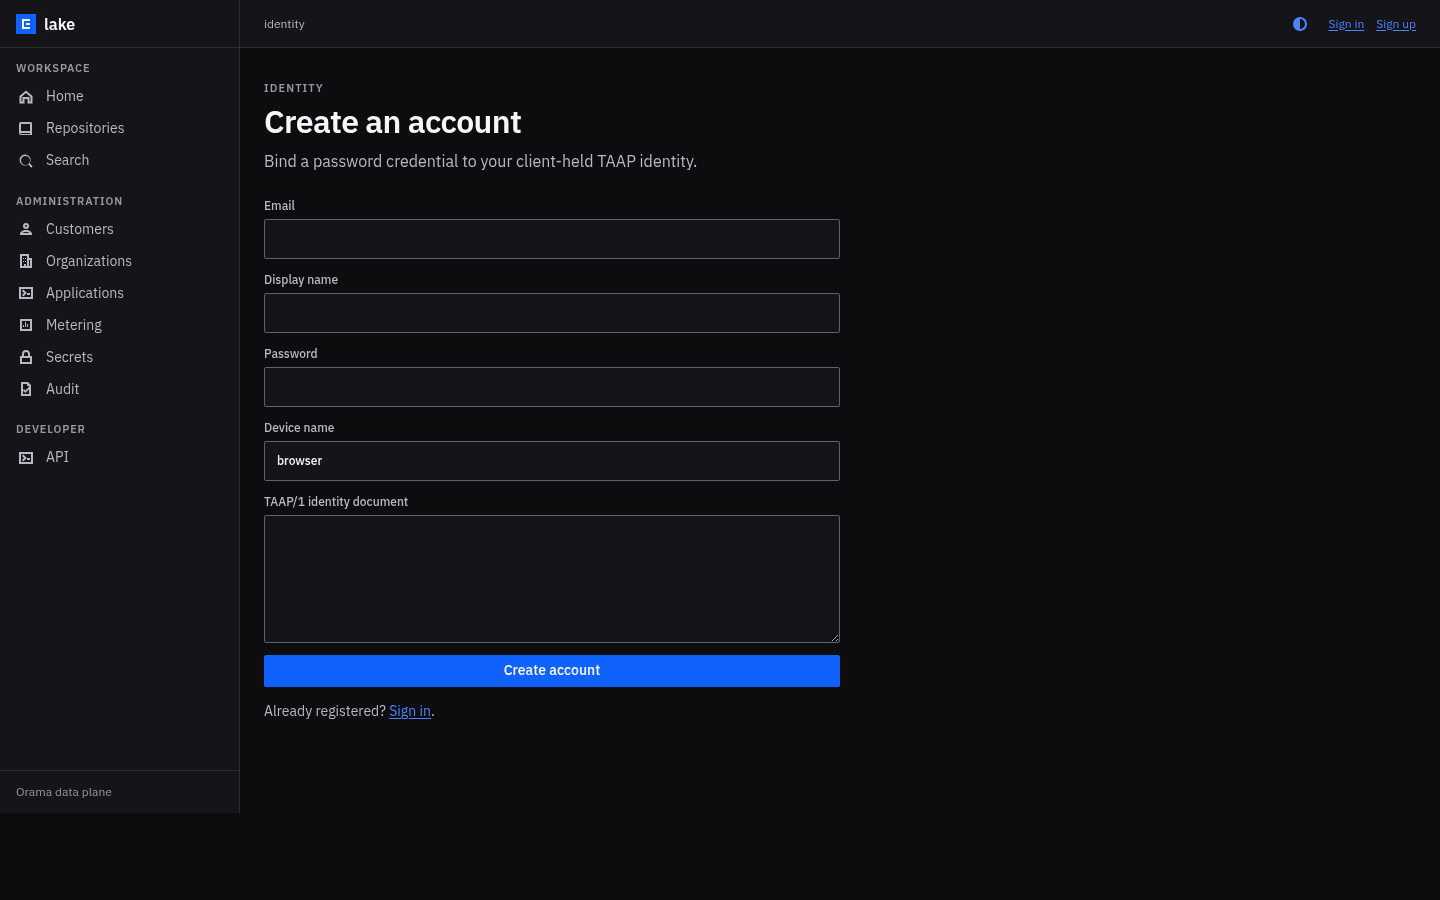 lake
identity
Sign in
Sign up
WORKSPACE
Home
Repositories
Search
ADMINISTRATION
Customers
Organizations
Applications
Metering
Secrets
Audit
DEVELOPER
API
Orama data plane
IDENTITY
Create an account
Bind a password credential to your client-held TAAP identity.
Email
Display name
Password
Device name
browser
TAAP/1 identity document
Create account
Already registered? Sign in.